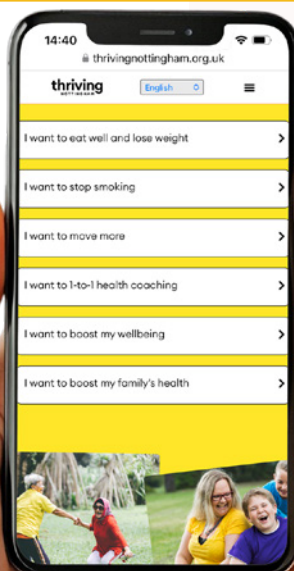 14:40
thrivingnottingham.org.uk
thriving
NOTTINGHAM
English
I want to eat well and lose weight
I want to stop smoking
I want to move more
I want to 1-to-1 health coaching
I want to boost my wellbeing
I want to boost my family's health